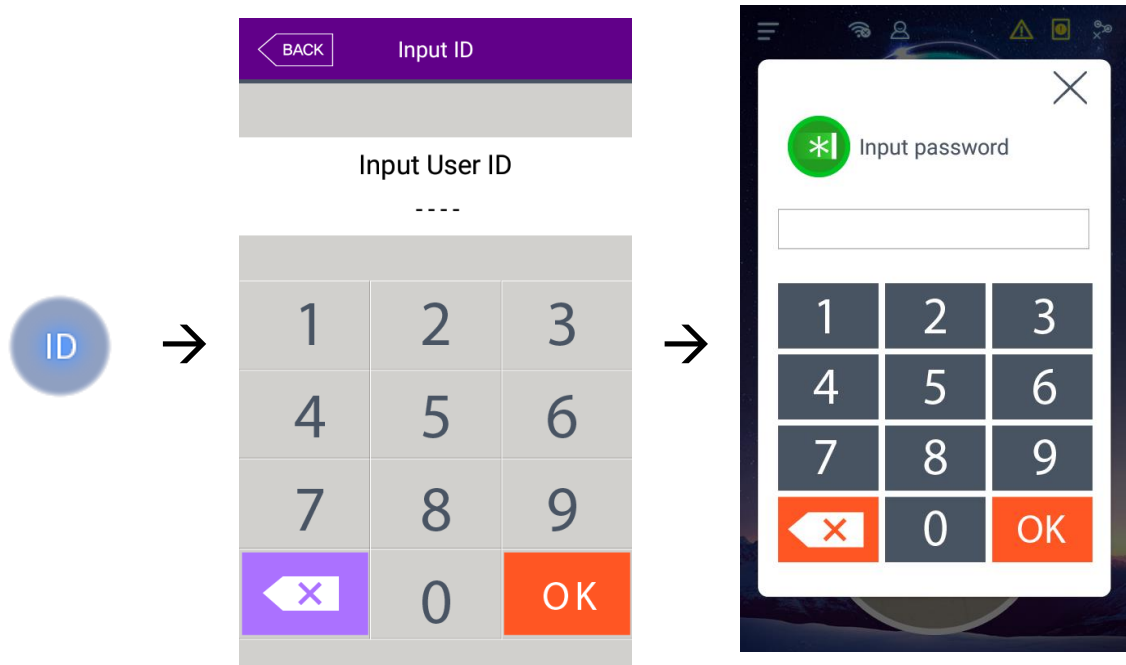 ID
BACK Input ID
Input User ID
----
1 2 3
4 5 6
7 8 9
0 OK
Input password
1 2 3
4 5 6
7 8 9
0 OK